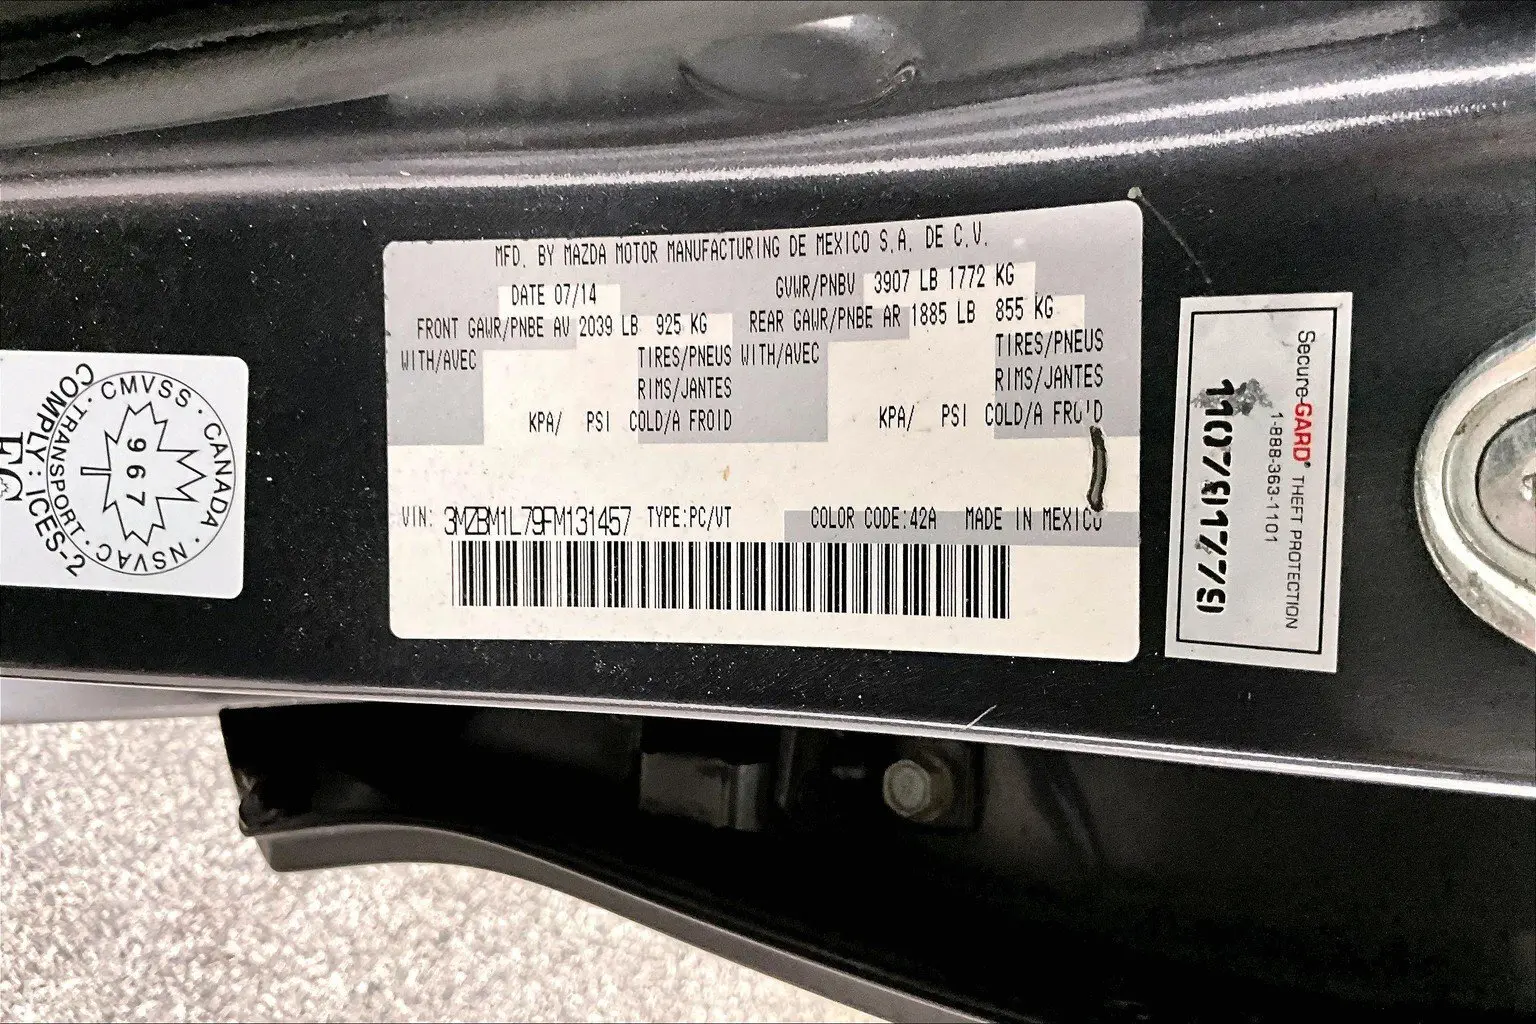 MFD. BY MAZDA MOTOR MANUFACTURING DE MEXICO S.A. DE C.V.
DATE 07/14
GVWR/PNBV 3907 LB 1772 KG
FRONT GAWR/PNBE AV 2039 LB 925 KG
REAR GAWR/PNBE AR 1885 LB 855 KG
WITH/AVEC TIRES/PNEUS WITH/AVEC TIRES/PNEUS
RIMS/JANTES RIMS/JANTES
KPA/ PSI COLD/A FROID KPA/ PSI COLD/A FROID
VIN: 3MZBM1L79FM131457 TYPE:PC/VT COLOR CODE:42A MADE IN MEXICO
CMVSS · CANADA · NSVAC · TRANSPORT ·
967
COMPLY: ICES-2
Secure-GARD® THEFT PROTECTION
1-888-363-1101